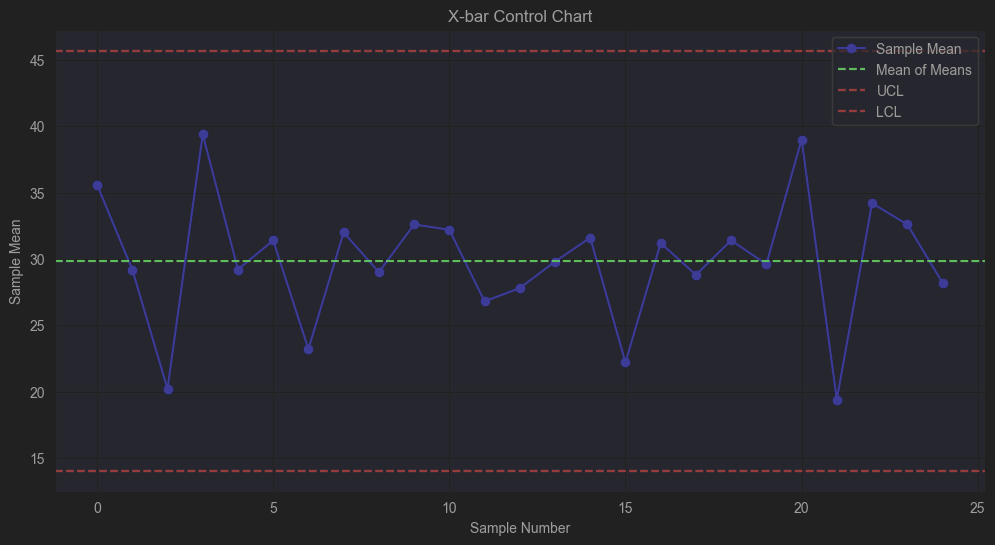 X-bar Control Chart
Sample Mean
Mean of Means
UCL
LCL
Sample Mean
45
40
35
30
25
20
15
0 5 10 15 20 25
Sample Number